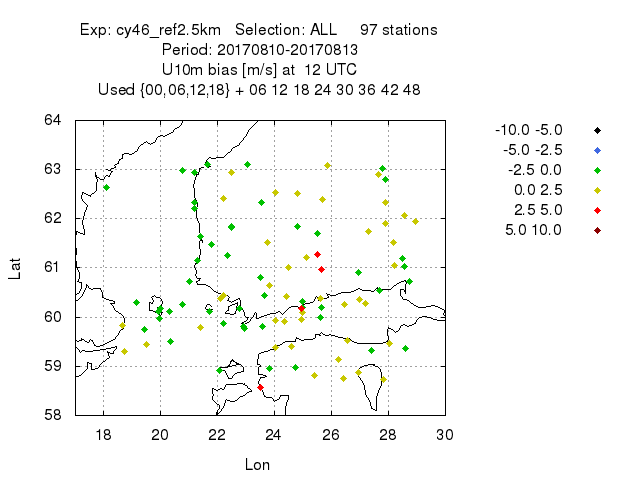 Exp: cy46_ref2.5km Selection: ALL 97 stations
Period: 20170810-20170813
U10m bias [m/s] at 12 UTC
Used {00,06,12,18} + 06 12 18 24 30 36 42 48
64
63
62
61
60
59
58
Lat
18 20 22 24 26 28 30
Lon
-10.0 -5.0
-5.0 -2.5
-2.5 0.0
0.0 2.5
2.5 5.0
5.0 10.0